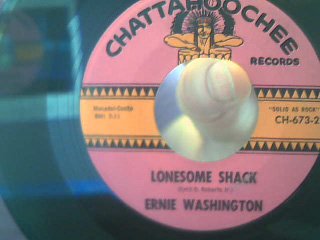 CHATTAHOOCHEE
RECORDS
"SOLID AS ROCK"
CH-673-2
LONESOME SHACK
ERNIE WASHINGTON